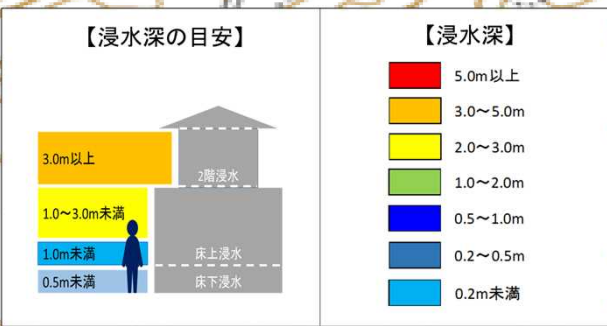 【浸水深の目安】
3.0m以上
2階浸水
1.0～3.0m未満
1.0m未満
床上浸水
0.5m未満
床下浸水
【浸水深】
5.0m以上
3.0～5.0m
2.0～3.0m
1.0～2.0m
0.5～1.0m
0.2～0.5m
0.2m未満